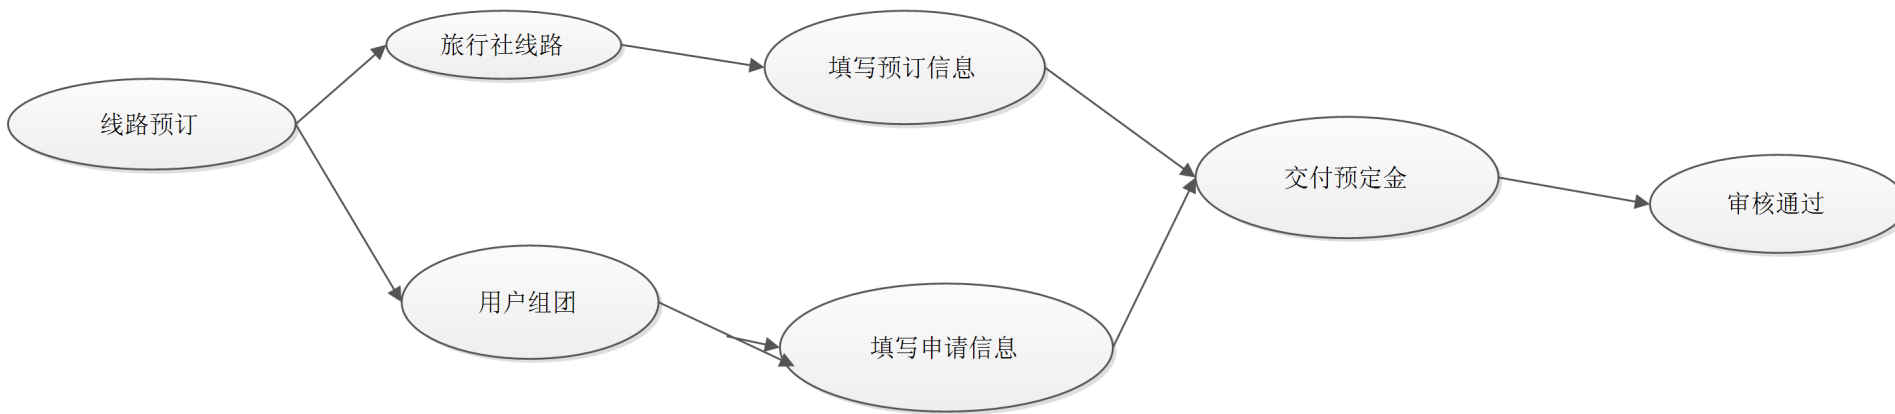 旅行社线路
填写预订信息
线路预订
交付预定金
审核通过
用户组团
填写申请信息